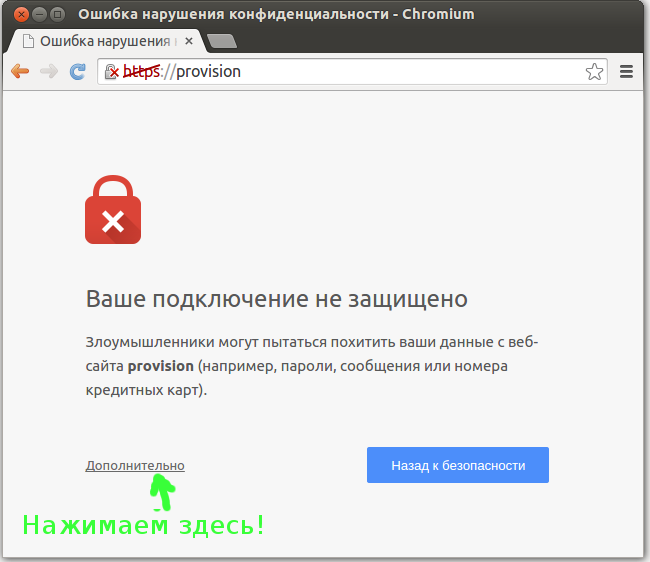 Ошибка нарушения конфиденциальности - Chromium
Ошибка нарушения
https://provision
Ваше подключение не защищено
Злоумышленники могут пытаться похитить ваши данные с веб-
сайта provision (например, пароли, сообщения или номера
кредитных карт).
Дополнительно
Назад к безопасности
Нажимаем здесь!